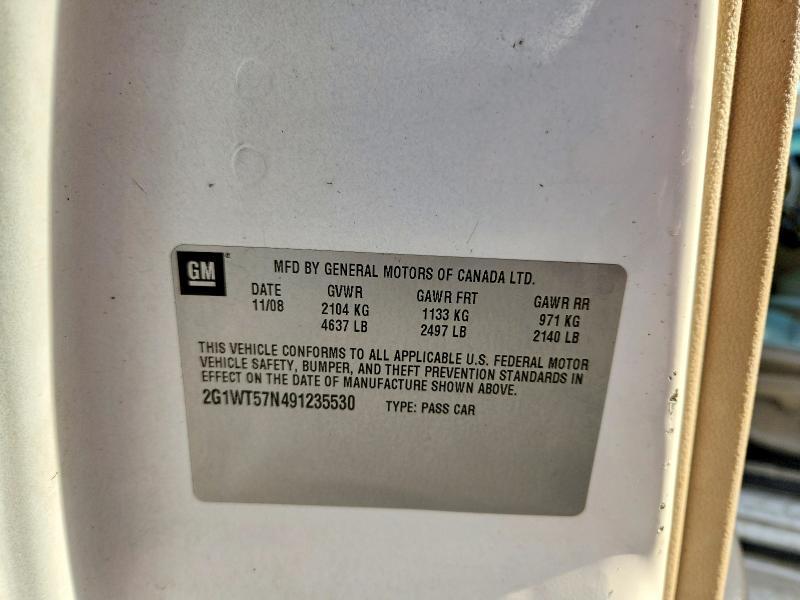 GM
MFD BY GENERAL MOTORS OF CANADA LTD.
DATE GVWR GAWR FRT GAWR RR
11/08 2104 KG 1133 KG 971 KG
4637 LB 2497 LB 2140 LB
THIS VEHICLE CONFORMS TO ALL APPLICABLE U.S. FEDERAL MOTOR
VEHICLE SAFETY, BUMPER, AND THEFT PREVENTION STANDARDS IN
EFFECT ON THE DATE OF MANUFACTURE SHOWN ABOVE.
2G1WT57N491235530 TYPE: PASS CAR